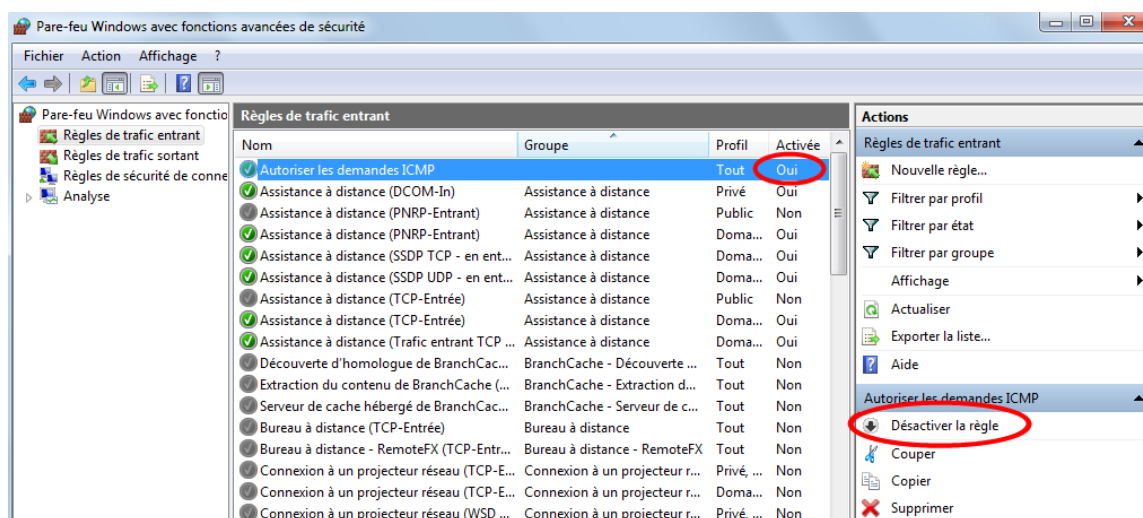 Pare-feu Windows avec fonctions avancées de sécurité
Fichier Action Affichage ?
Pare-feu Windows avec fonctio
Règles de trafic entrant
Règles de trafic sortant
Règles de sécurité de conne
Analyse
Règles de trafic entrant
Nom Groupe Profil Activée
Autoriser les demandes ICMP Tout Oui
Assistance à distance (DCOM-In) Assistance à distance Privé Oui
Assistance à distance (PNRP-Entrant) Assistance à distance Public Non
Assistance à distance (PNRP-Entrant) Assistance à distance Doma... Oui
Assistance à distance (SSDP TCP - en ent... Assistance à distance Doma... Oui
Assistance à distance (SSDP UDP - en ent... Assistance à distance Doma... Oui
Assistance à distance (TCP-Entrée) Assistance à distance Public Non
Assistance à distance (TCP-Entrée) Assistance à distance Doma... Oui
Assistance à distance (Trafic entrant TCP ... Assistance à distance Doma... Oui
Découverte d'homologue de BranchCac... BranchCache - Découverte ... Tout Non
Extraction du contenu de BranchCache (... BranchCache - Extraction d... Tout Non
Serveur de cache hébergé de BranchCac... BranchCache - Serveur de c... Tout Non
Bureau à distance (TCP-Entrée) Bureau à distance Tout Non
Bureau à distance - RemoteFX (TCP-Entr... Bureau à distance - RemoteFX Tout Non
Connexion à un projecteur réseau (TCP-E... Connexion à un projecteur r... Privé, ... Non
Connexion à un projecteur réseau (TCP-E... Connexion à un projecteur r... Doma... Non
Connexion à un projecteur réseau (WSD ... Connexion à un projecteur r... Privé, ... Non
Actions
Règles de trafic entrant
Nouvelle règle...
Filtrer par profil
Filtrer par état
Filtrer par groupe
Affichage
Actualiser
Exporter la liste...
Aide
Autoriser les demandes ICMP
Désactiver la règle
Couper
Copier
Supprimer